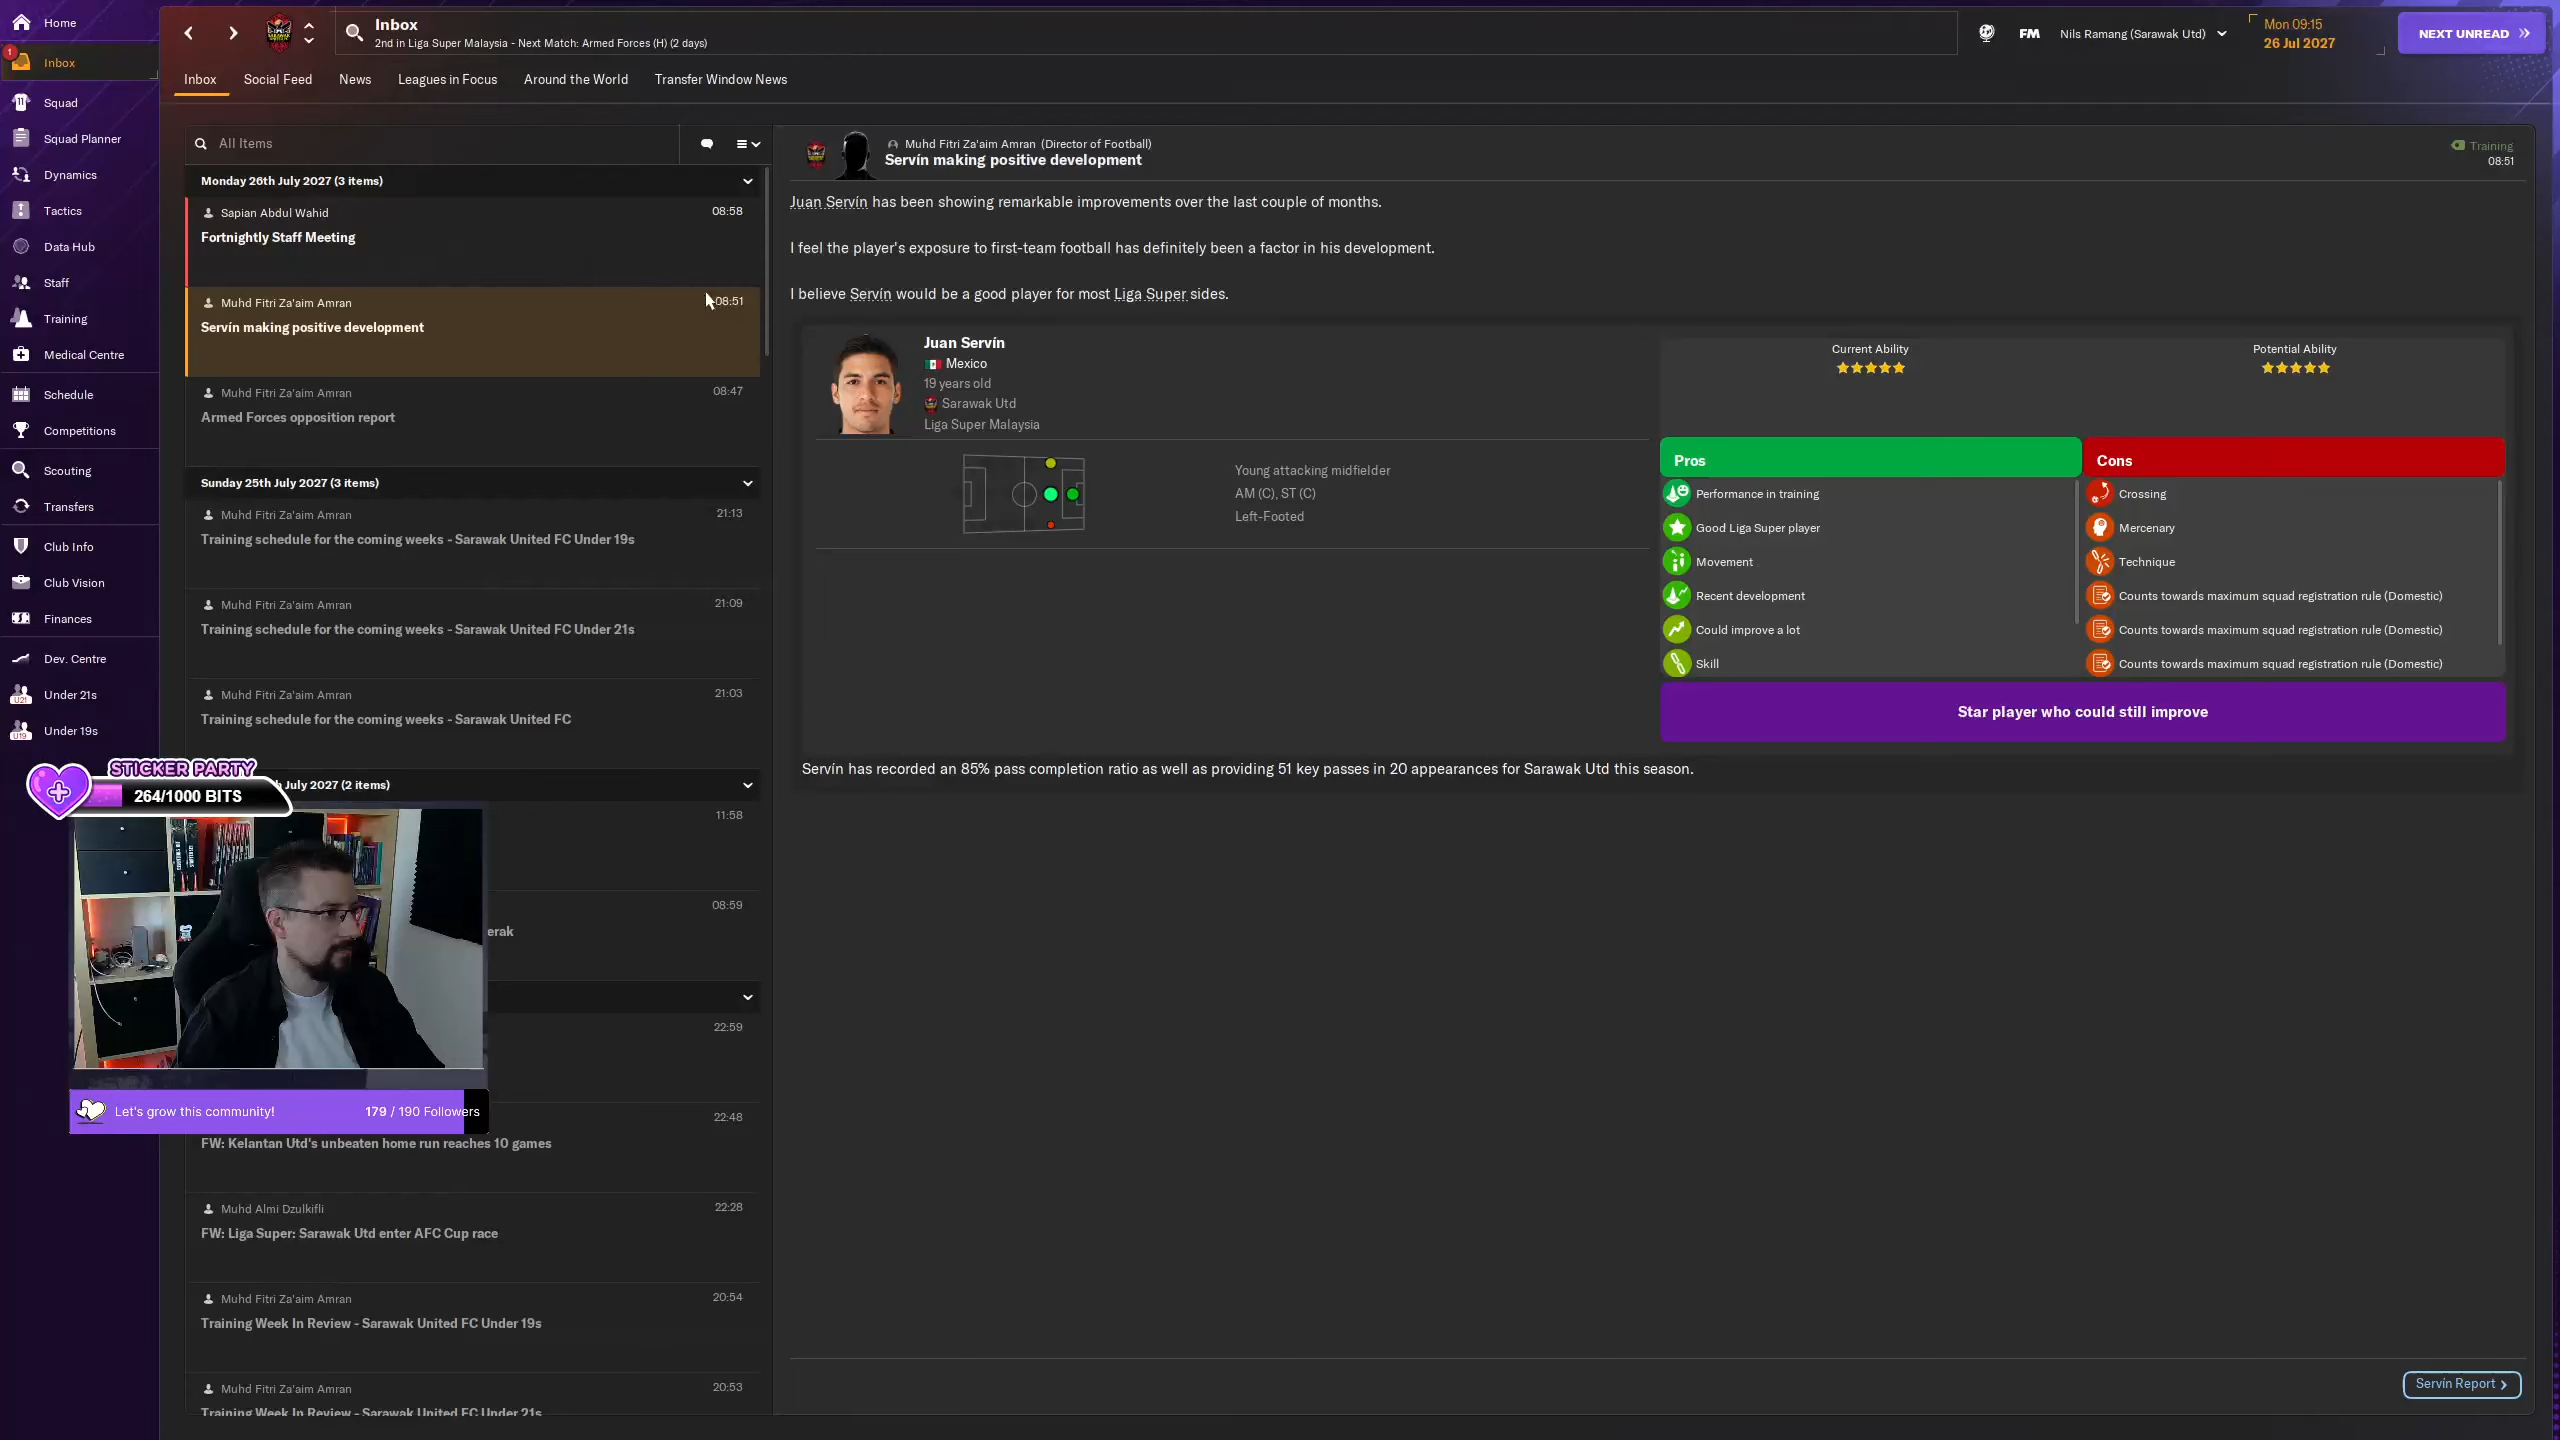 Home
Inbox
1
Squad
Squad Planner
Dynamics
Tactics
Data Hub
Staff
Training
Medical Centre
Schedule
Competitions
Scouting
Transfers
Club Info
Club Vision
Finances
Dev. Centre
Under 21s
Under 19s
Inbox
2nd in Liga Super Malaysia - Next Match: Armed Forces (H) (2 days)
FM
Nils Ramang (Sarawak Utd)
Mon 09:15
26 Jul 2027
NEXT UNREAD
Inbox
Social Feed
News
Leagues in Focus
Around the World
Transfer Window News
All Items
Monday 26th July 2027 (3 items)
Sapian Abdul Wahid 08:58
Fortnightly Staff Meeting
Muhd Fitri Za'aim Amran 08:51
Servín making positive development
Muhd Fitri Za'aim Amran 08:47
Armed Forces opposition report
Sunday 25th July 2027 (3 items)
Muhd Fitri Za'aim Amran 21:13
Training schedule for the coming weeks - Sarawak United FC Under 19s
Muhd Fitri Za'aim Amran 21:09
Training schedule for the coming weeks - Sarawak United FC Under 21s
Muhd Fitri Za'aim Amran 21:03
Training schedule for the coming weeks - Sarawak United FC
STICKER PARTY
264/1000 BITS
July 2027 (2 items)
11:58
08:59
erak
22:59
Let's grow this community! 179 / 190 Followers
22:48
FW: Kelantan Utd's unbeaten home run reaches 10 games
Muhd Almi Dzulkifli 22:28
FW: Liga Super: Sarawak Utd enter AFC Cup race
Muhd Fitri Za'aim Amran 20:54
Training Week In Review - Sarawak United FC Under 19s
Muhd Fitri Za'aim Amran 20:53
Training Week In Review - Sarawak United FC Under 21s
Muhd Fitri Za'aim Amran (Director of Football)
Servín making positive development
Training
08:51
Juan Servín has been showing remarkable improvements over the last couple of months.
I feel the player's exposure to first-team football has definitely been a factor in his development.
I believe Servín would be a good player for most Liga Super sides.
Juan Servín
Mexico
19 years old
Sarawak Utd
Liga Super Malaysia
Young attacking midfielder
AM (C), ST (C)
Left-Footed
Current Ability
Potential Ability
Pros
Performance in training
Good Liga Super player
Movement
Recent development
Could improve a lot
Skill
Cons
Crossing
Mercenary
Technique
Counts towards maximum squad registration rule (Domestic)
Counts towards maximum squad registration rule (Domestic)
Counts towards maximum squad registration rule (Domestic)
Star player who could still improve
Servín has recorded an 85% pass completion ratio as well as providing 51 key passes in 20 appearances for Sarawak Utd this season.
Servín Report